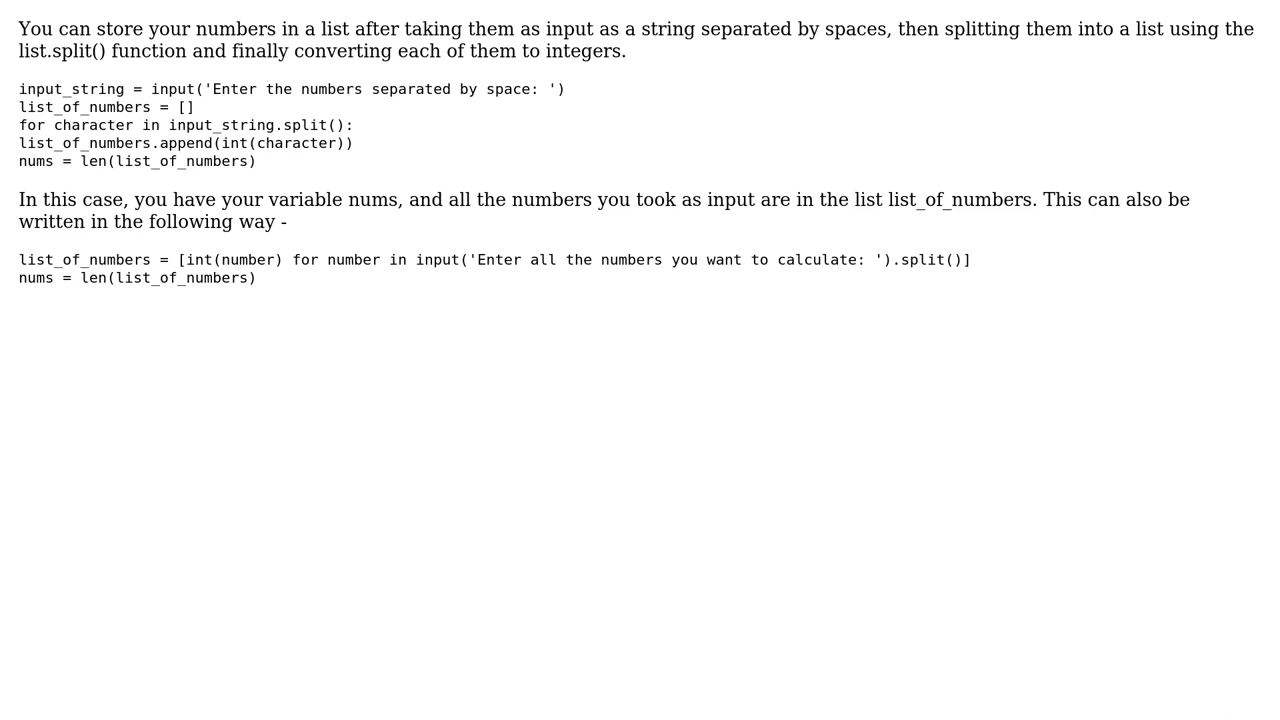 You can store your numbers in a list after taking them as input as a string separated by spaces, then splitting them into a list using the
list.split() function and finally converting each of them to integers.
input_string = input('Enter the numbers separated by space: ')
list_of_numbers = []
for character in input_string.split():
list_of_numbers.append(int(character))
nums = len(list_of_numbers)
In this case, you have your variable nums, and all the numbers you took as input are in the list list_of_numbers. This can also be
written in the following way -
list_of_numbers = [int(number) for number in input('Enter all the numbers you want to calculate: ').split()]
nums = len(list_of_numbers)